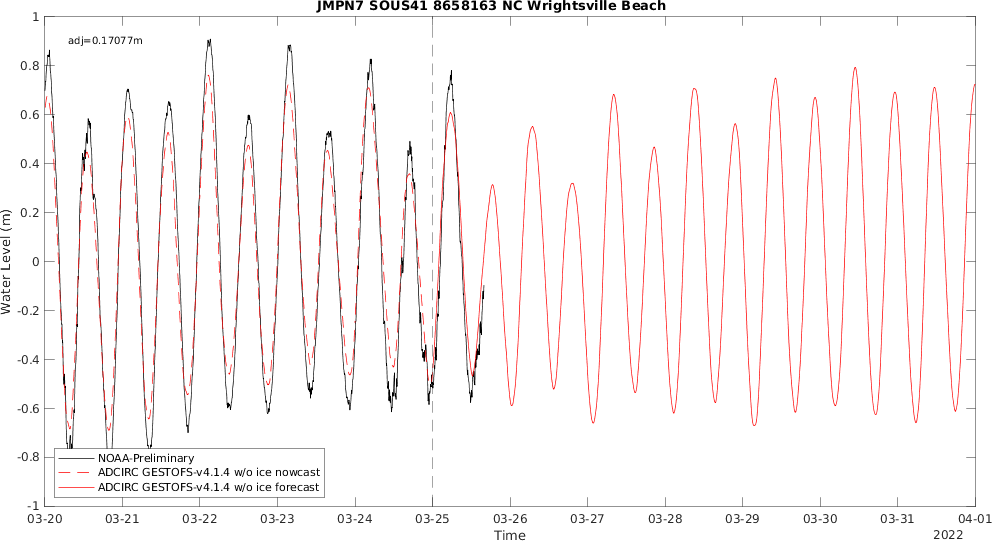 JMPN7 SOUS41 8658163 NC Wrightsville Beach
adj=0.17077m
1
0.8
0.6
0.4
0.2
0
-0.2
-0.4
-0.6
-0.8
-1
Water Level (m)
NOAA-Preliminary
ADCIRC GESTOFS-v4.1.4 w/o ice nowcast
ADCIRC GESTOFS-v4.1.4 w/o ice forecast
03-20 03-21 03-22 03-23 03-24 03-25 03-26 03-27 03-28 03-29 03-30 03-31 04-01
Time
2022